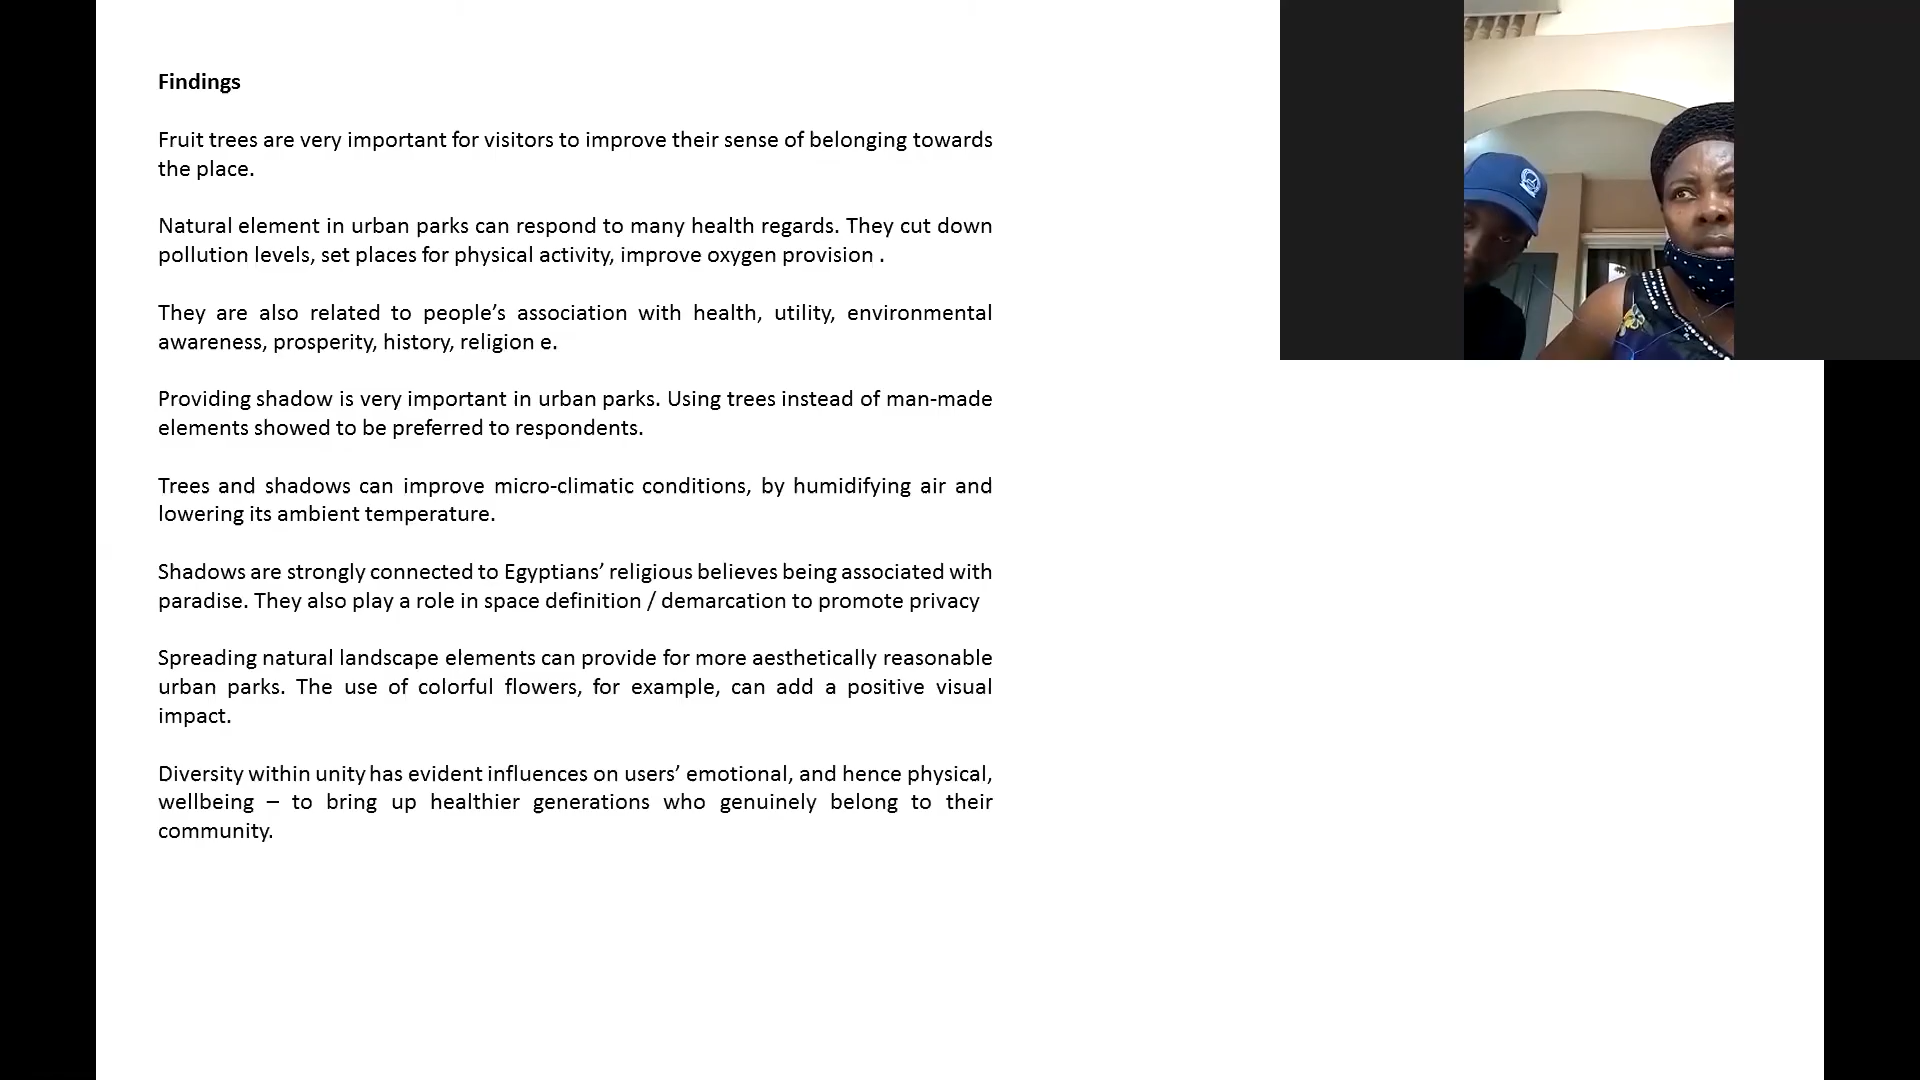 Findings
Fruit trees are very important for visitors to improve their sense of belonging towards
the place.
Natural element in urban parks can respond to many health regards. They cut down
pollution levels, set places for physical activity, improve oxygen provision .
They are also related to people’s association with health, utility, environmental
awareness, prosperity, history, religion e.
Providing shadow is very important in urban parks. Using trees instead of man-made
elements showed to be preferred to respondents.
Trees and shadows can improve micro-climatic conditions, by humidifying air and
lowering its ambient temperature.
Shadows are strongly connected to Egyptians’ religious believes being associated with
paradise. They also play a role in space definition / demarcation to promote privacy
Spreading natural landscape elements can provide for more aesthetically reasonable
urban parks. The use of colorful flowers, for example, can add a positive visual
impact.
Diversity within unity has evident influences on users’ emotional, and hence physical,
wellbeing – to bring up healthier generations who genuinely belong to their
community.